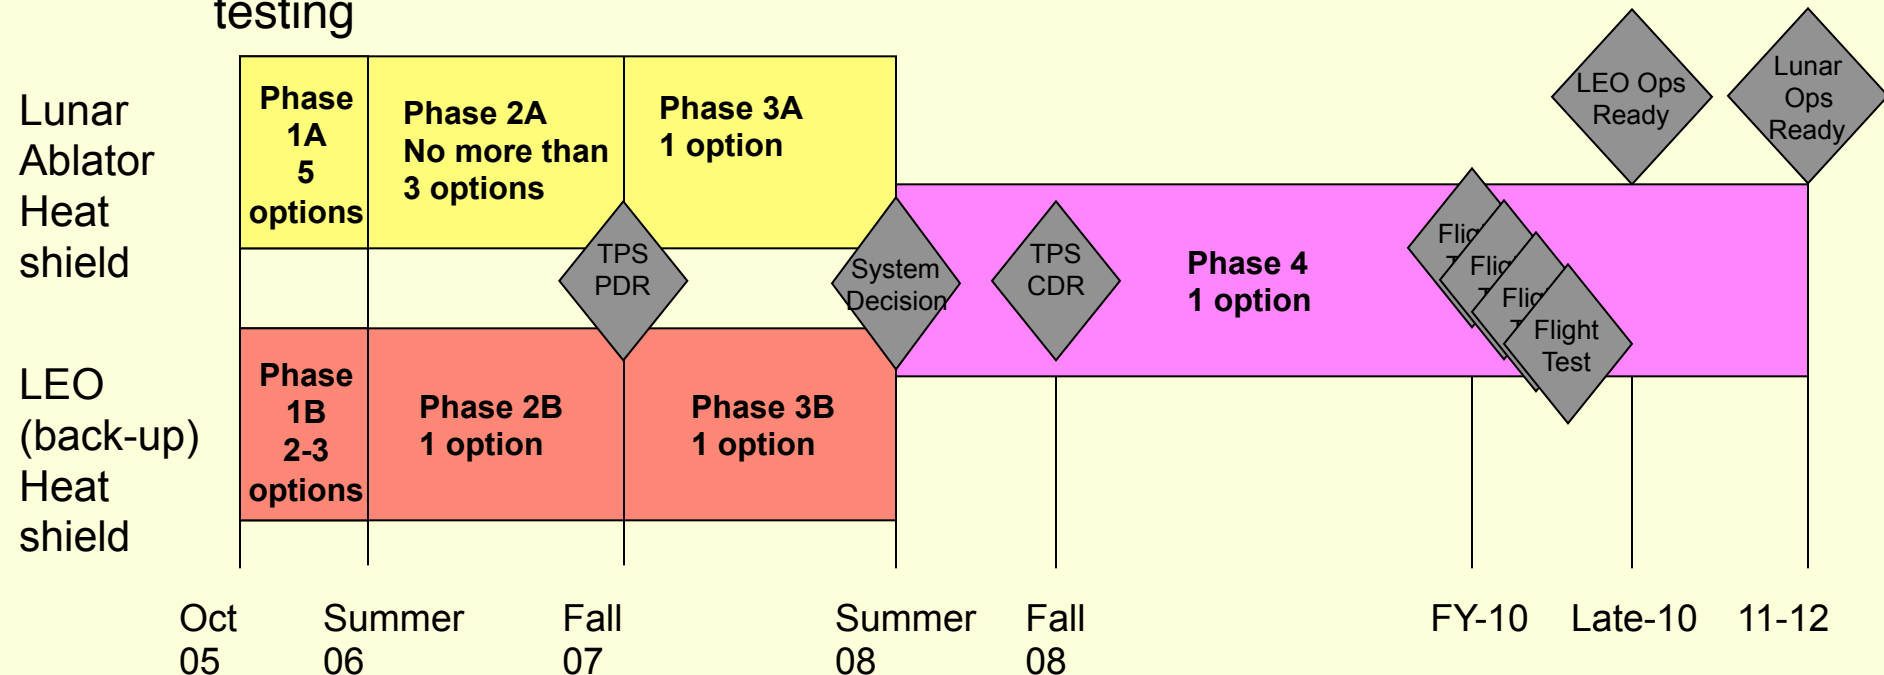 testing
Lunar
Ablator
Heat
shield
Phase
1A
5
options
Phase 2A
No more than
3 options
Phase 3A
1 option
LEO Ops
Ready
Lunar
Ops
Ready
TPS
PDR
System
Decision
TPS
CDR
Phase 4
1 option
Flig
T
Flig
T
Flig
T
Flight
Test
LEO
(back-up)
Heat
shield
Phase
1B
2-3
options
Phase 2B
1 option
Phase 3B
1 option
Oct
05
Summer
06
Fall
07
Summer
08
Fall
08
FY-10
Late-10
11-12